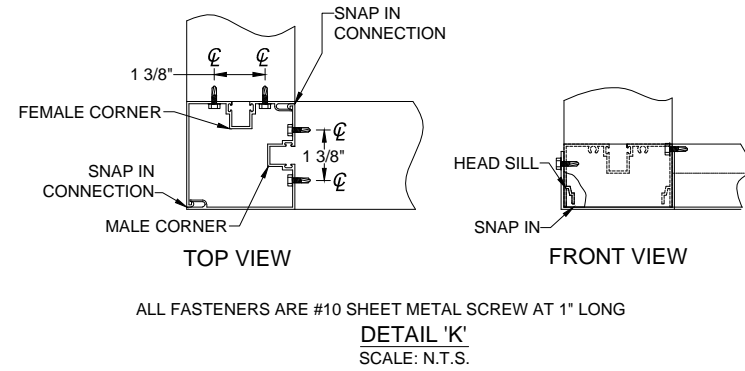 SNAP IN
CONNECTION
℄ ℄
1 3/8"
FEMALE CORNER
℄
1 3/8"
℄
SNAP IN
CONNECTION
MALE CORNER
TOP VIEW
HEAD SILL
SNAP IN
FRONT VIEW
ALL FASTENERS ARE #10 SHEET METAL SCREW AT 1" LONG
DETAIL 'K'
SCALE: N.T.S.